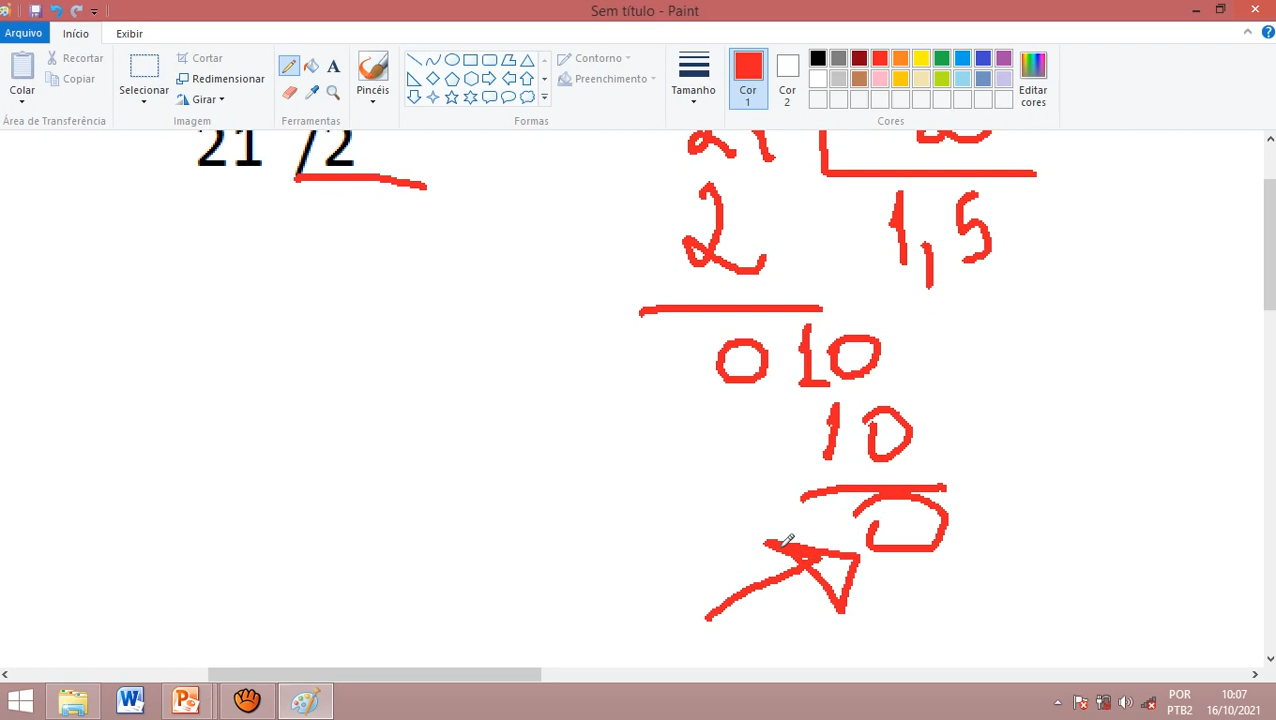 Sem título - Paint
Arquivo Início Exibir
Colar
Recortar
Copiar
Área de Transferência
Selecionar
Cortar
Redimensionar
Girar
Imagem
A
Ferramentas
Pincéis
Contorno
Preenchimento
Formas
Tamanho
Cor 1
Cor 2
Editar cores
Cores
21 /2
21
2 1,5
0 10
10
0
POR
PTB2
10:07
16/10/2021